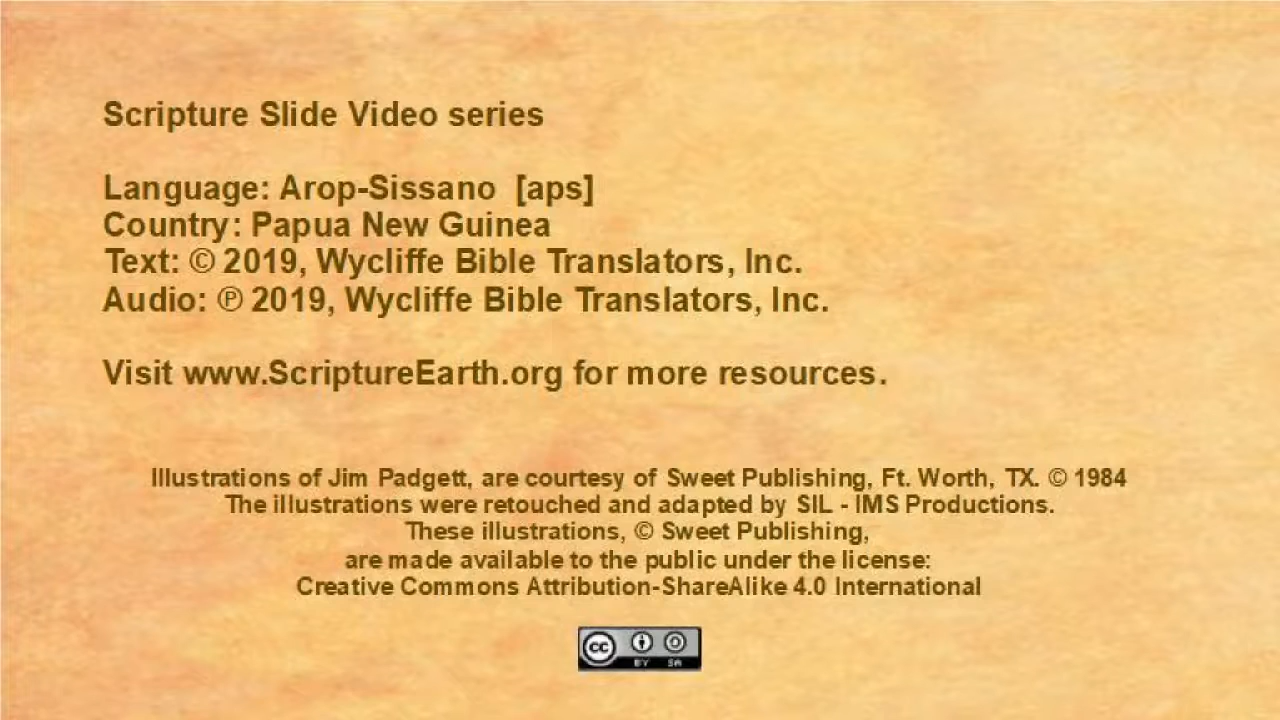 Scripture Slide Video series
Language: Arop-Sissano [aps]
Country: Papua New Guinea
Text: © 2019, Wycliffe Bible Translators, Inc.
Audio: ℗ 2019, Wycliffe Bible Translators, Inc.
Visit www.ScriptureEarth.org for more resources.
Illustrations of Jim Padgett, are courtesy of Sweet Publishing, Ft. Worth, TX. © 1984
The illustrations were retouched and adapted by SIL - IMS Productions.
These illustrations, © Sweet Publishing,
are made available to the public under the license:
Creative Commons Attribution-ShareAlike 4.0 International
cc BY SA